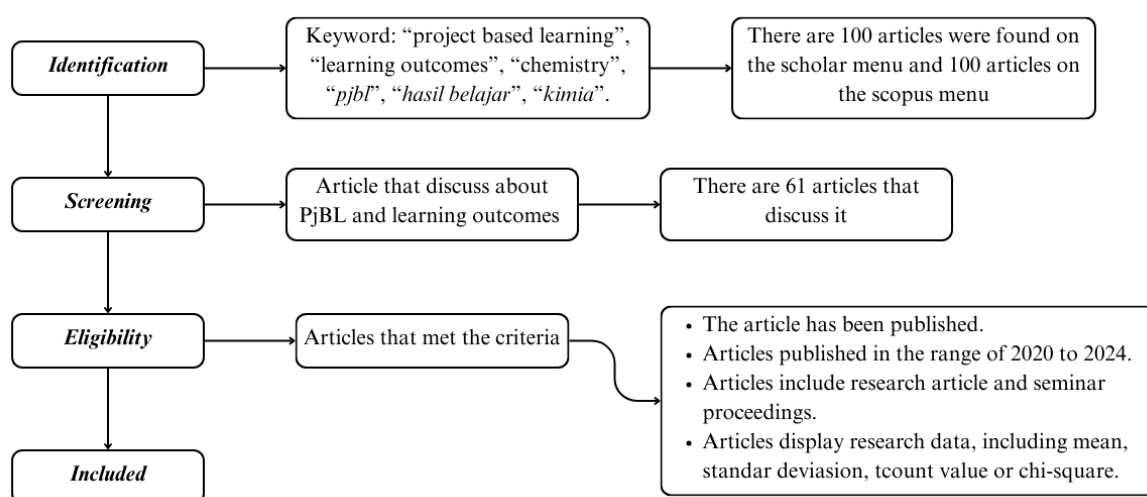 Identification
Keyword: “project based learning”,
“learning outcomes”, “chemistry”,
“pjbl”, “hasil belajar”, “kimia”.
There are 100 articles were found on
the scholar menu and 100 articles on
the scopus menu
Screening
Article that discuss about
PjBL and learning outcomes
There are 61 articles that
discuss it
Eligibility
Articles that met the criteria
• The article has been published.
• Articles published in the range of 2020 to 2024.
• Articles include research article and seminar
proceedings.
• Articles display research data, including mean,
standar deviasion, tcount value or chi-square.
Included